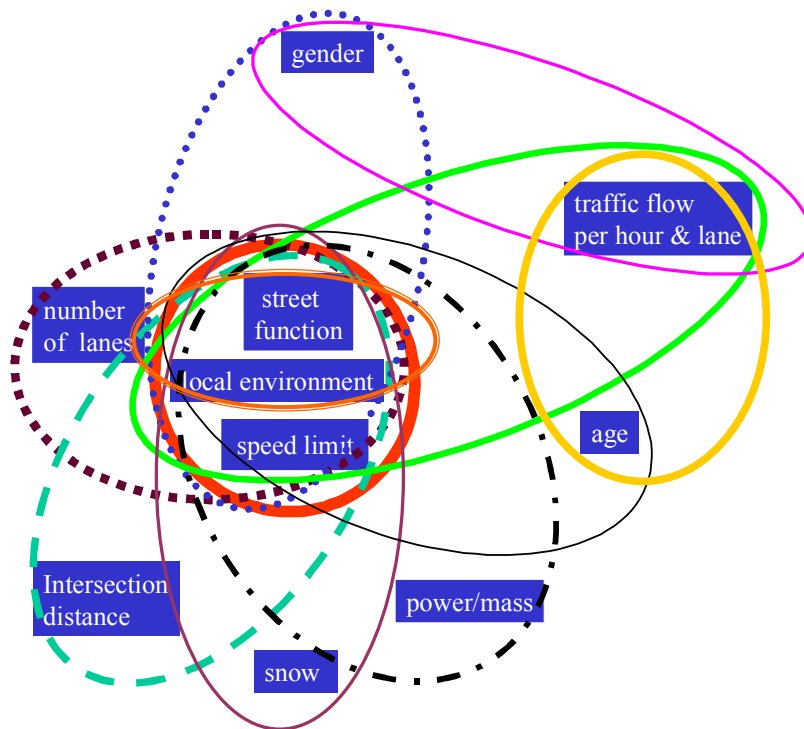 gender
traffic flow
per hour & lane
number
of lanes
street
function
local environment
speed limit
age
Intersection
distance
power/mass
snow